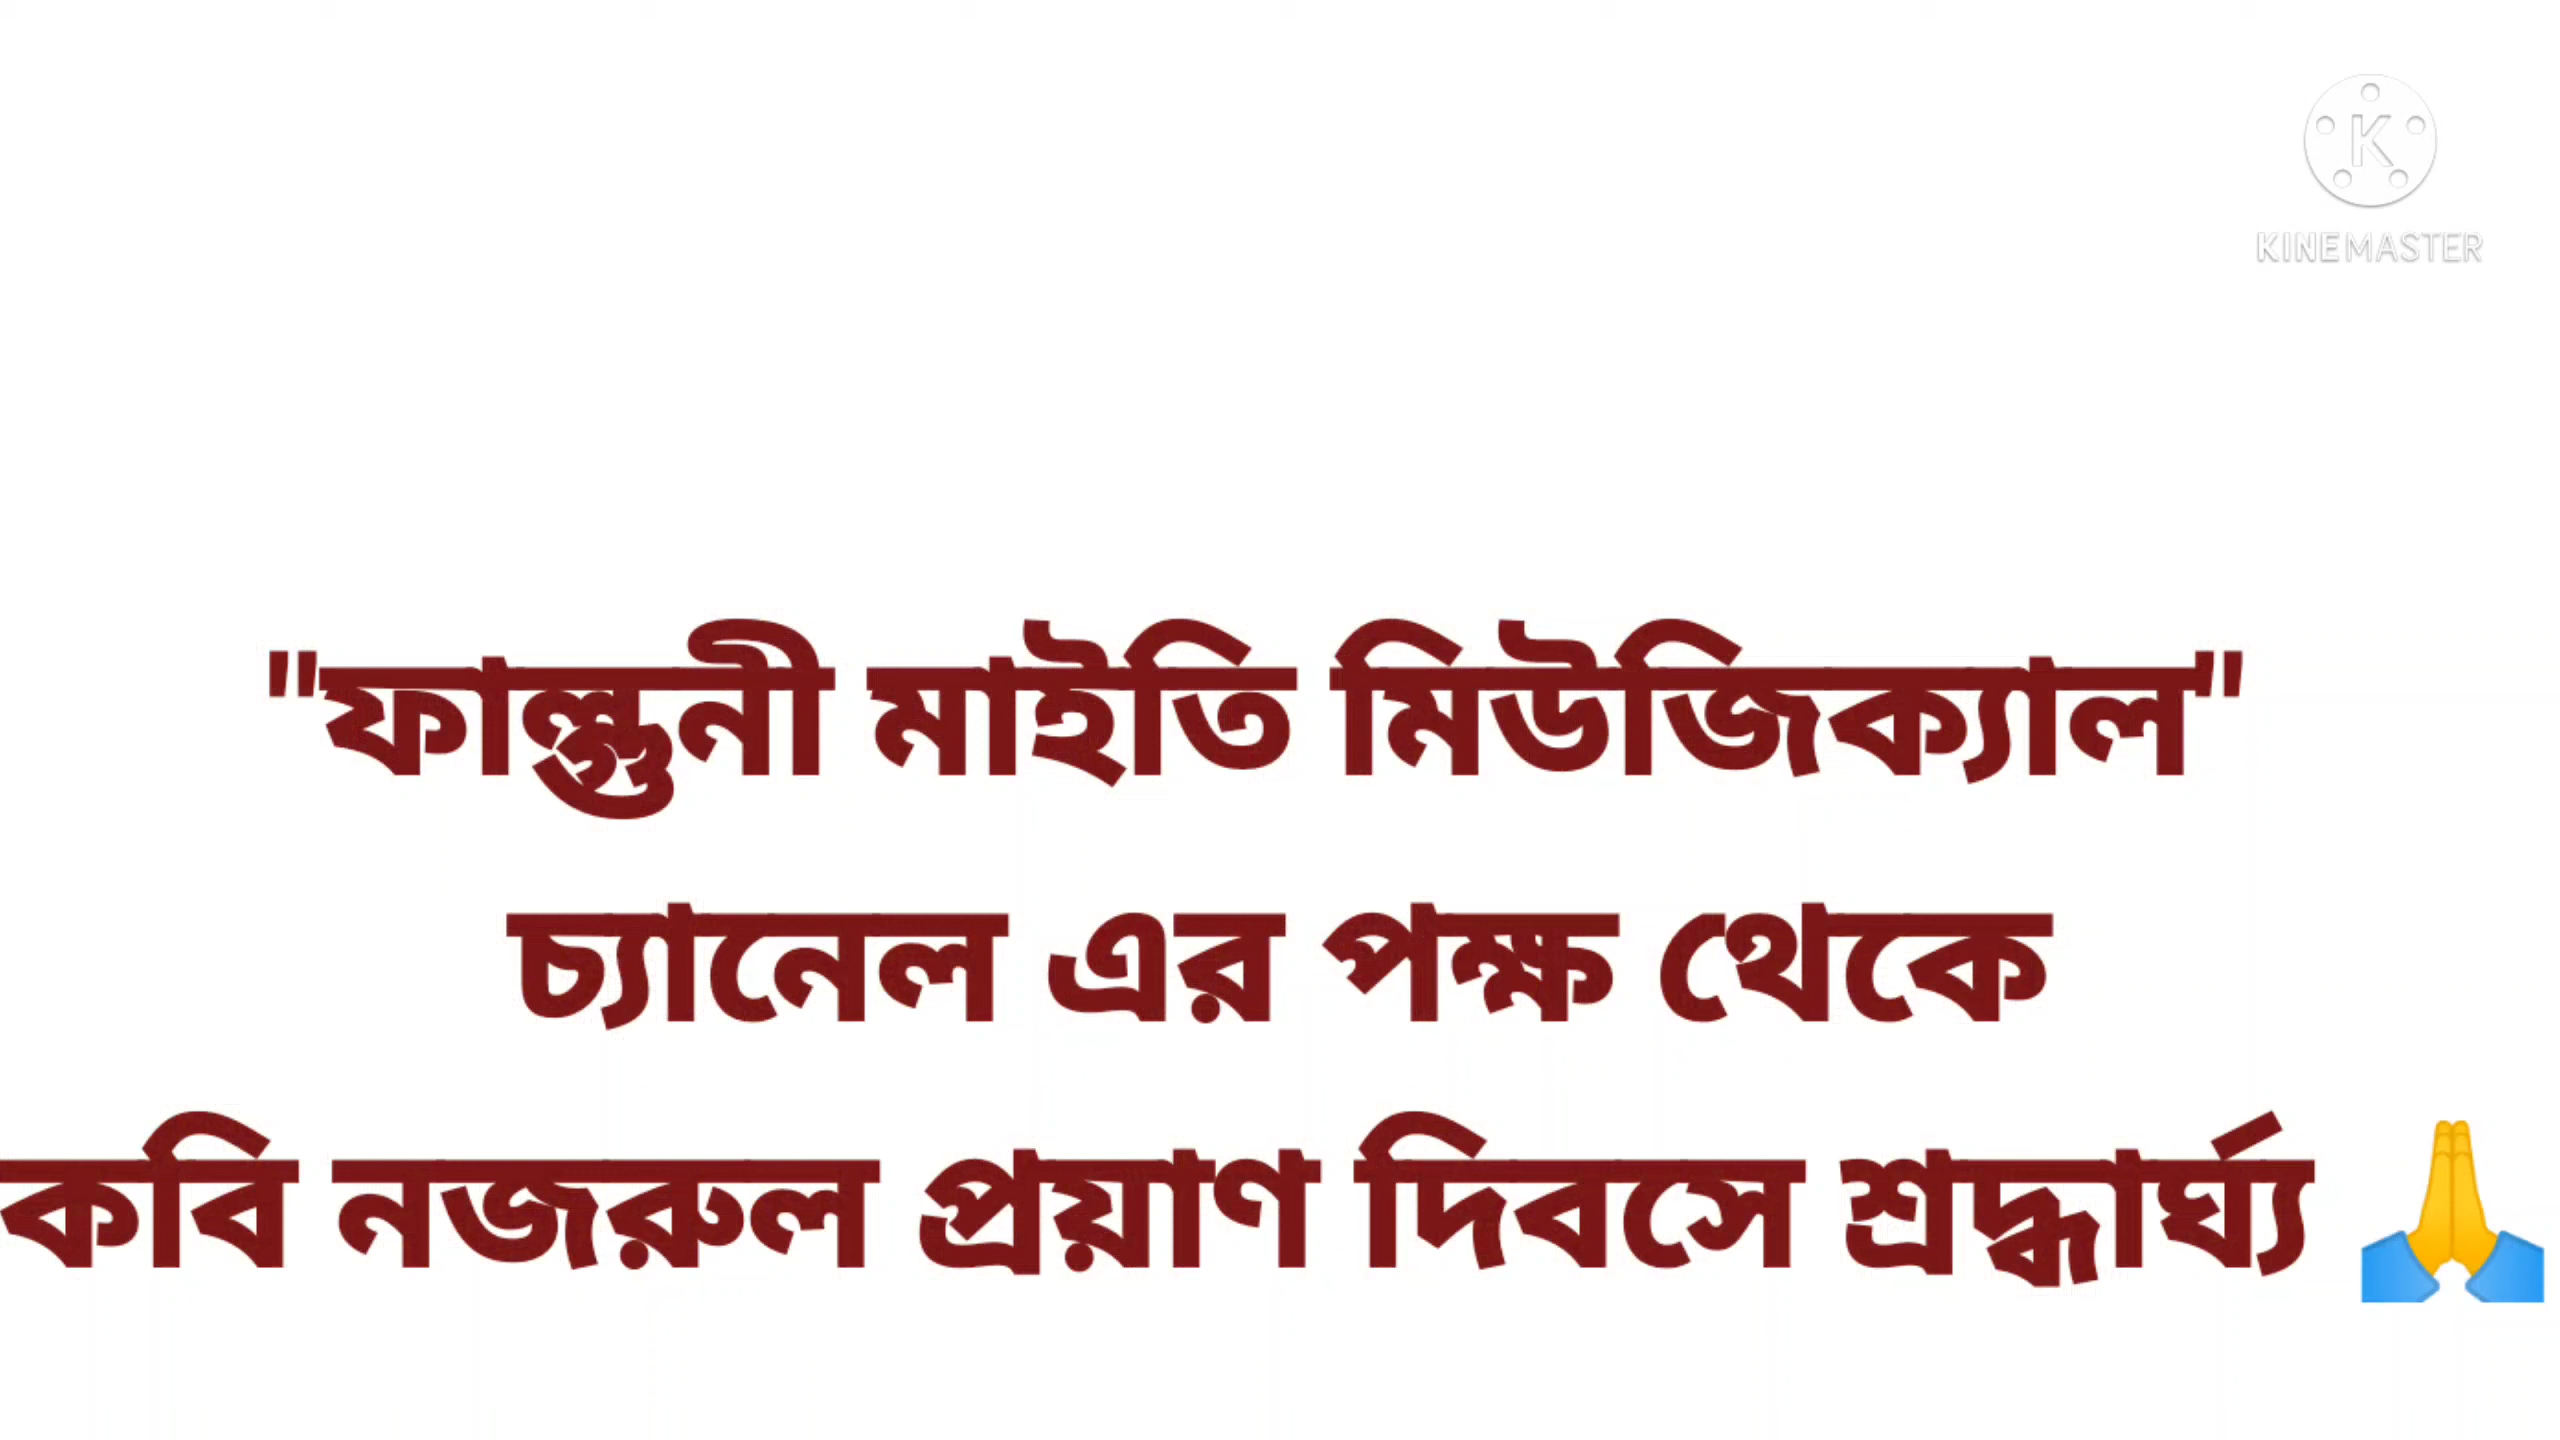 KINEMASTER
"ফাল্গুনী মাইতি মিউজিক্যাল"
চ্যানেল এর পক্ষ থেকে
কবি নজরুল প্রয়াণ দিবসে শ্রদ্ধার্ঘ্য 🙏